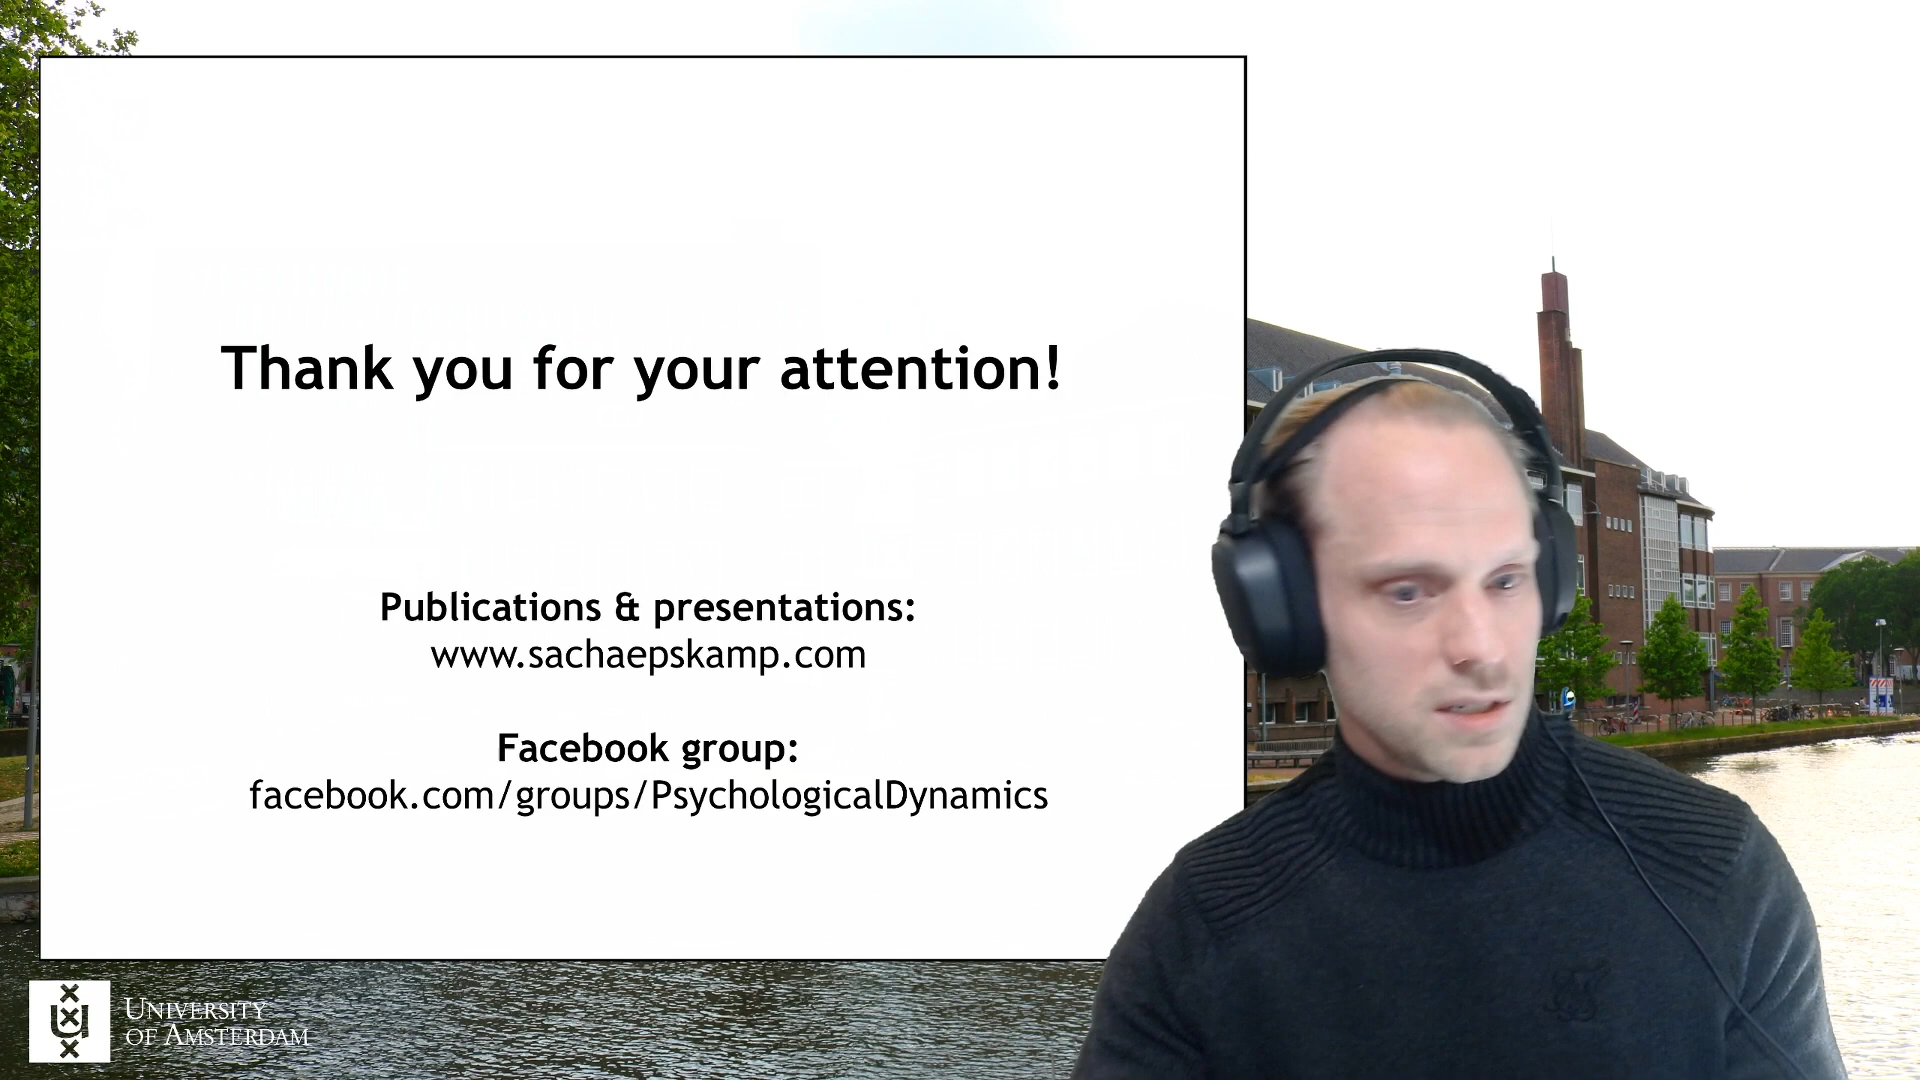 Thank you for your attention!
Publications & presentations:
www.sachaepskamp.com
Facebook group:
facebook.com/groups/PsychologicalDynamics
UNIVERSITY
OF AMSTERDAM